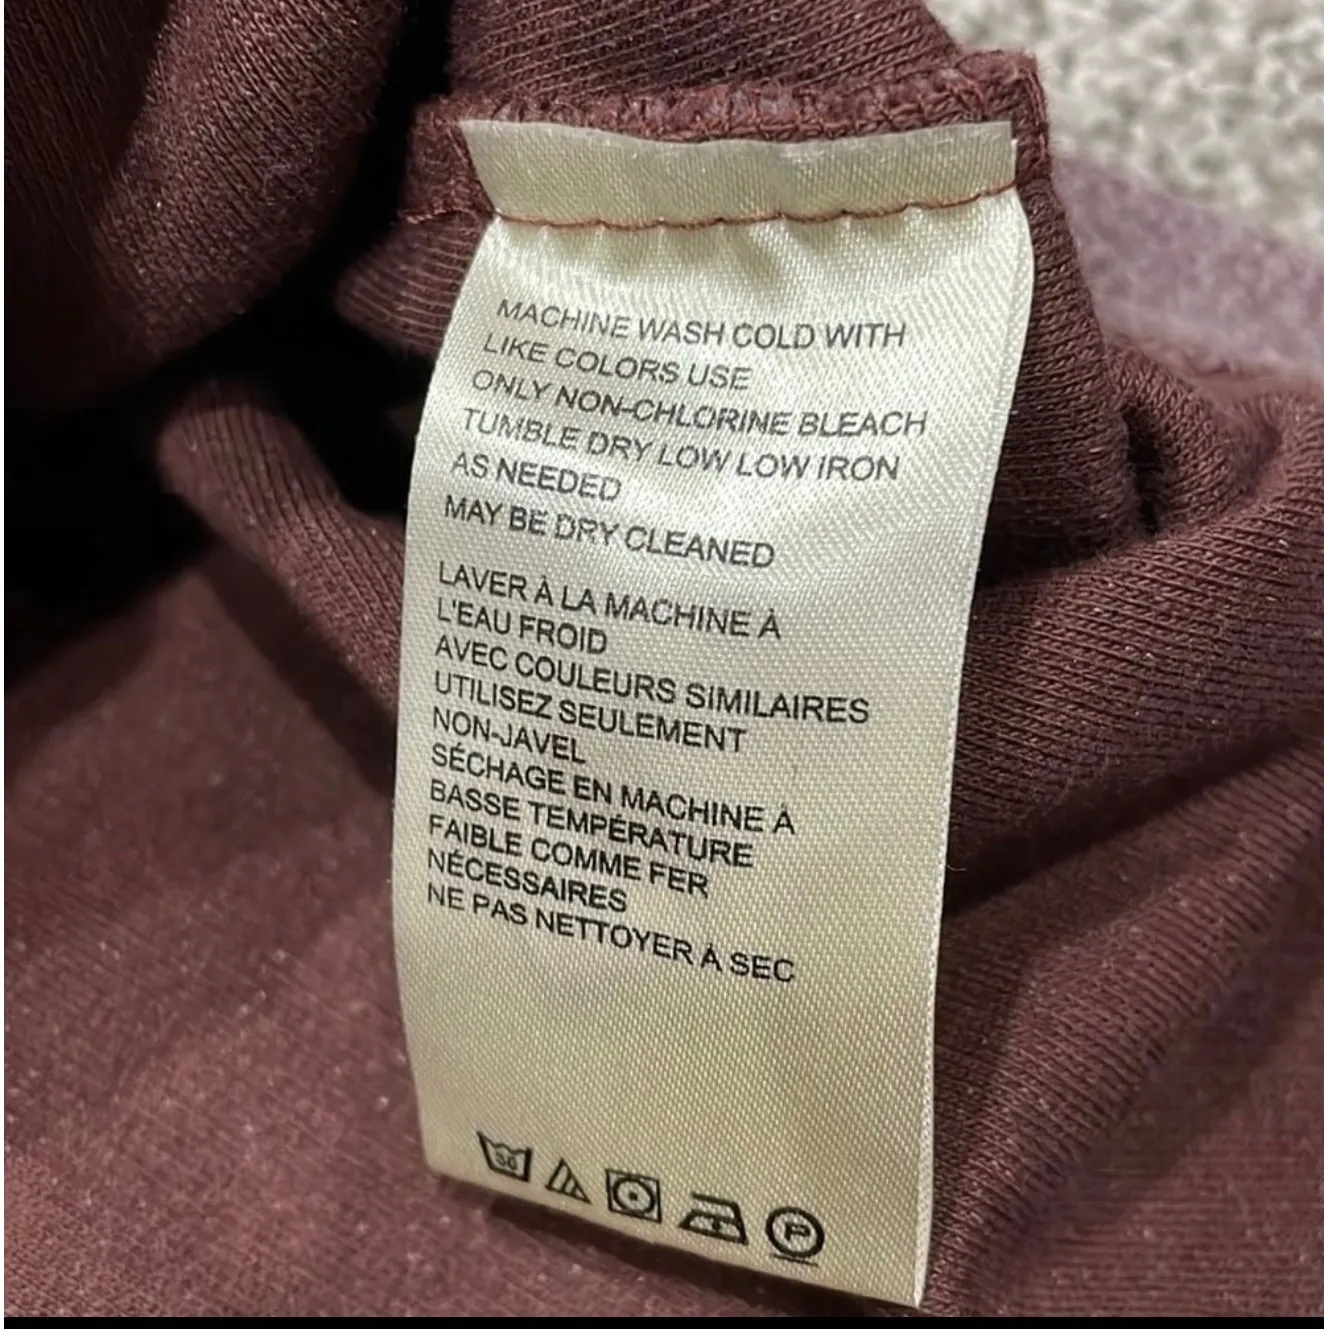 MACHINE WASH COLD WITH
LIKE COLORS USE
ONLY NON-CHLORINE BLEACH
TUMBLE DRY LOW LOW IRON
AS NEEDED
MAY BE DRY CLEANED
LAVER À LA MACHINE À
L'EAU FROID
AVEC COULEURS SIMILAIRES
UTILISEZ SEULEMENT
NON-JAVEL
SÉCHAGE EN MACHINE À
BASSE TEMPÉRATURE
FAIBLE COMME FER
NÉCESSAIRES
NE PAS NETTOYER À SEC
P